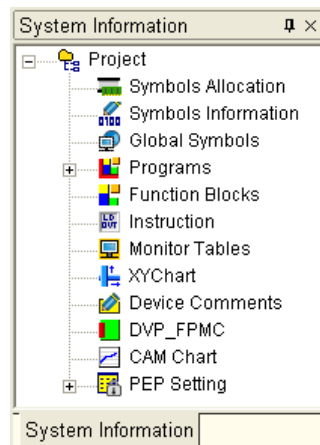 System Information
Project
Symbols Allocation
Symbols Information
Global Symbols
Programs
Function Blocks
Instruction
Monitor Tables
XYChart
Device Comments
DVP_FPMC
CAM Chart
PEP Setting
System Information